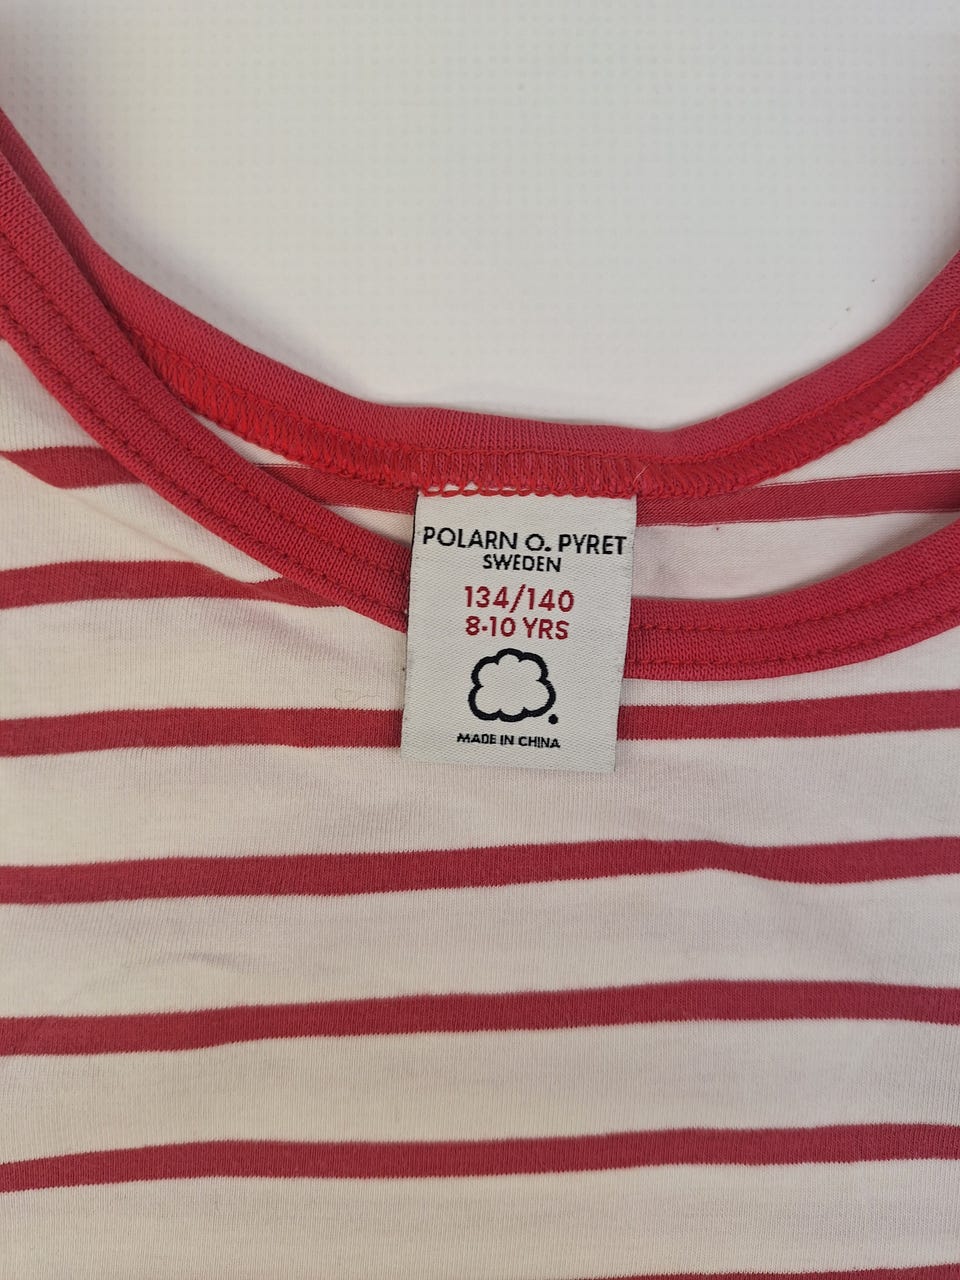 POLARN O. PYRET
SWEDEN
134/140
8-10 YRS
MADE IN CHINA